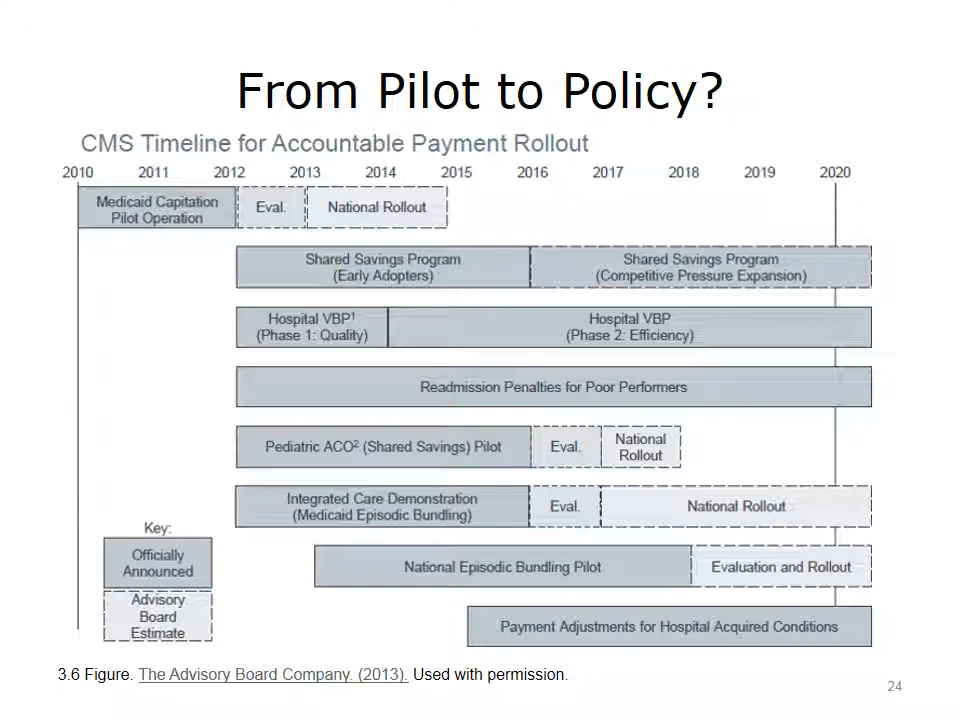 From Pilot to Policy?
CMS Timeline for Accountable Payment Rollout
2010 2011 2012 2013 2014 2015 2016 2017 2018 2019 2020
Medicaid Capitation
Pilot Operation
Eval.
National Rollout
Shared Savings Program
(Early Adopters)
Shared Savings Program
(Competitive Pressure Expansion)
Hospital VBP¹
(Phase 1: Quality)
Hospital VBP
(Phase 2: Efficiency)
Readmission Penalties for Poor Performers
Pediatric ACO² (Shared Savings) Pilot
Eval.
National
Rollout
Integrated Care Demonstration
(Medicaid Episodic Bundling)
Eval.
National Rollout
Key:
Officially
Announced
Advisory
Board
Estimate
National Episodic Bundling Pilot
Evaluation and Rollout
Payment Adjustments for Hospital Acquired Conditions
3.6 Figure. The Advisory Board Company. (2013). Used with permission.
24